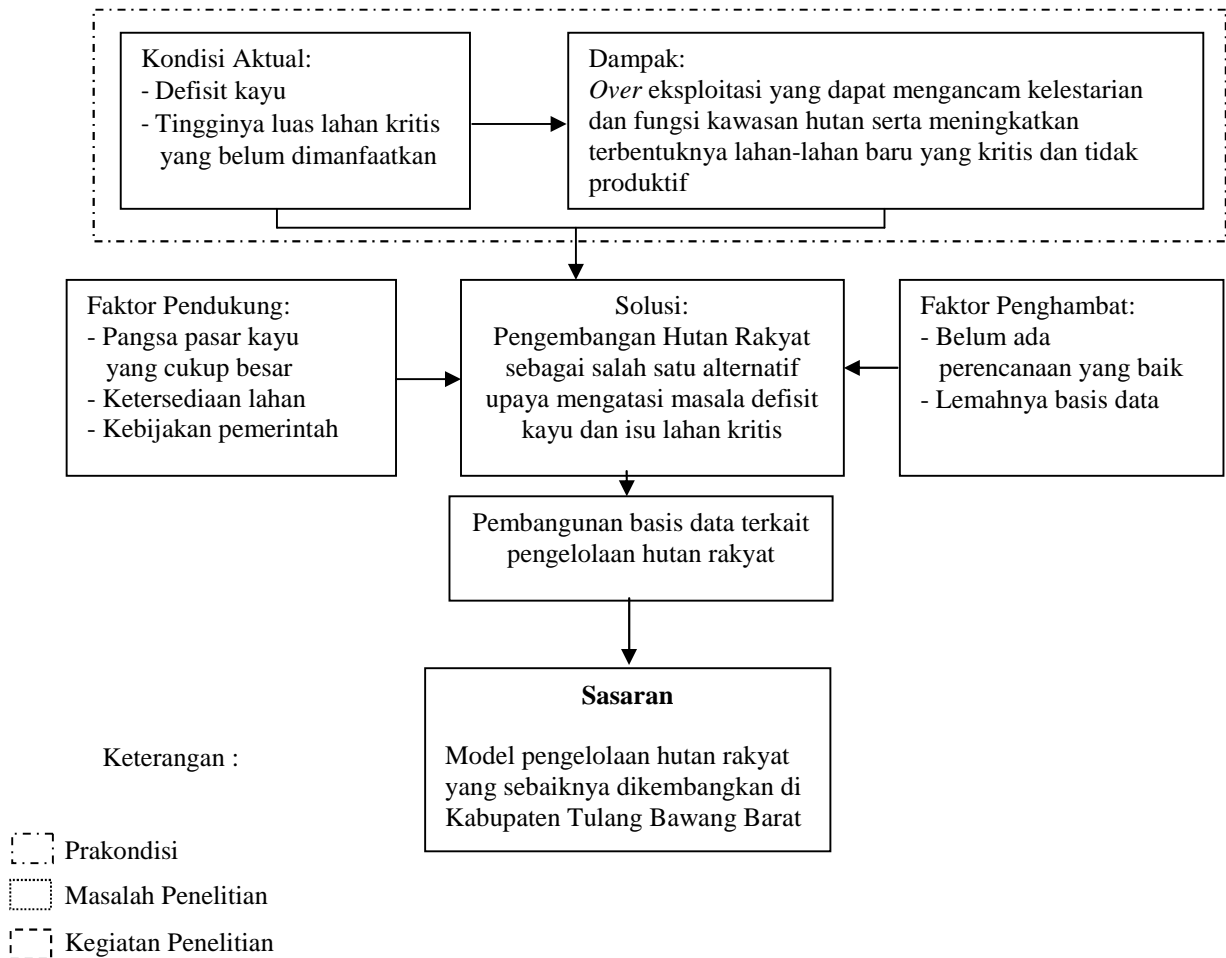 Kondisi Aktual:
- Defisit kayu
- Tingginya luas lahan kritis
yang belum dimanfaatkan
Dampak:
Over eksploitasi yang dapat mengancam kelestarian
dan fungsi kawasan hutan serta meningkatkan
terbentuknya lahan-lahan baru yang kritis dan tidak
produktif
Faktor Pendukung:
- Pangsa pasar kayu
yang cukup besar
- Ketersediaan lahan
- Kebijakan pemerintah
Solusi:
Pengembangan Hutan Rakyat
sebagai salah satu alternatif
upaya mengatasi masala defisit
kayu dan isu lahan kritis
Faktor Penghambat:
- Belum ada
perencanaan yang baik
- Lemahnya basis data
Pembangunan basis data terkait
pengelolaan hutan rakyat
Sasaran
Model pengelolaan hutan rakyat
yang sebaiknya dikembangkan di
Kabupaten Tulang Bawang Barat
Keterangan :
Prakondisi
Masalah Penelitian
Kegiatan Penelitian